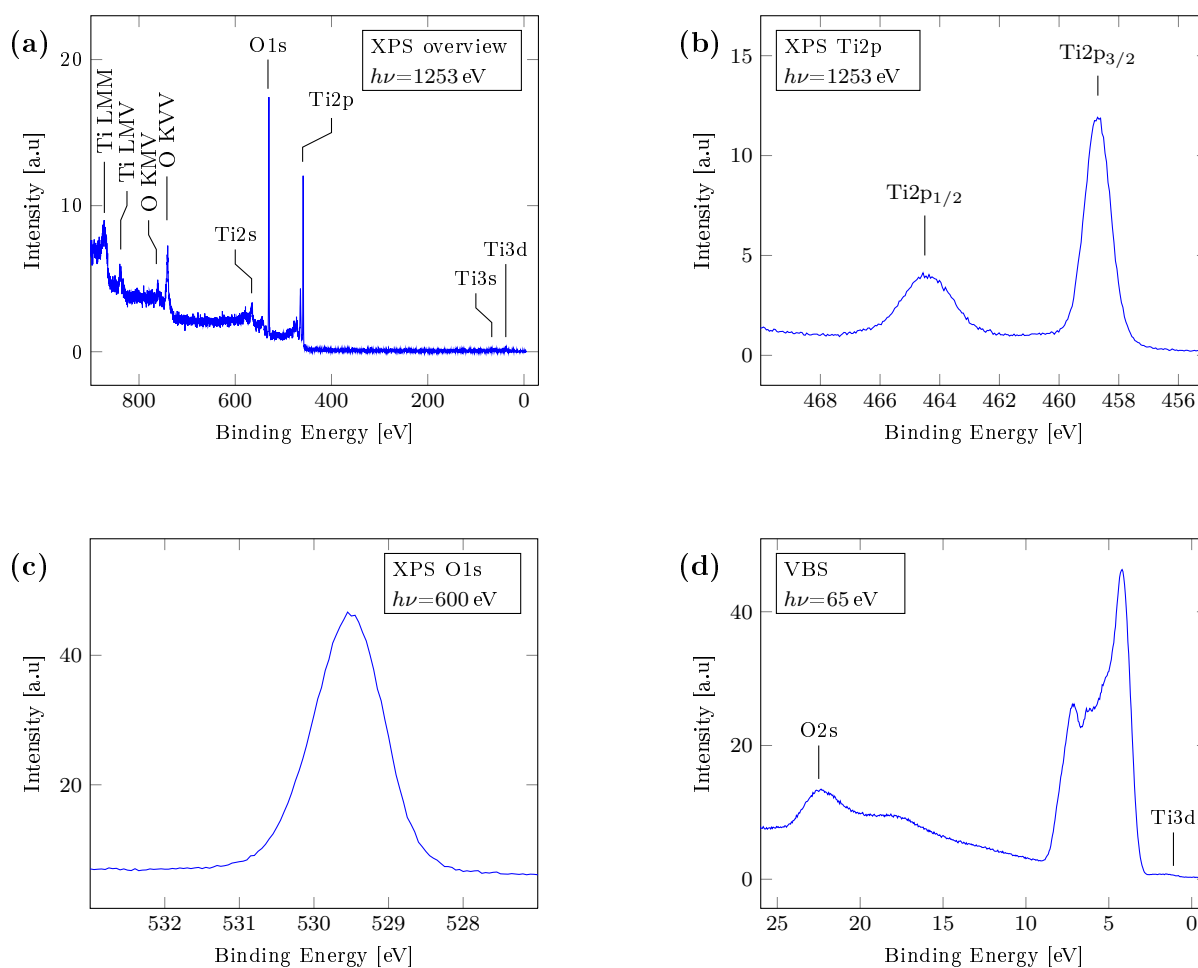 (a)
XPS overview
hν=1253 eV
O1s
Ti2p
Ti LMM
Ti LMV
O KMV
O KVV
Ti2s
Ti3s
Ti3d
20
10
0
Intensity [a.u]
800 600 400 200 0
Binding Energy [eV]
(b)
XPS Ti2p
hν=1253 eV
Ti2p3/2
Ti2p1/2
15
10
5
0
Intensity [a.u]
468 466 464 462 460 458 456
Binding Energy [eV]
(c)
XPS O1s
hν=600 eV
40
20
Intensity [a.u]
532 531 530 529 528
Binding Energy [eV]
(d)
VBS
hν=65 eV
O2s
Ti3d
40
20
0
Intensity [a.u]
25 20 15 10 5 0
Binding Energy [eV]